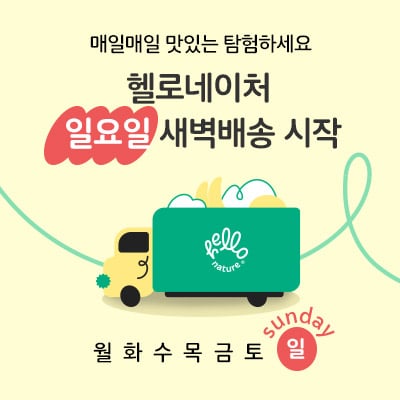 매일매일 맛있는 탐험하세요
헬로네이처
일요일 새벽배송 시작
hello
nature®
sunday
월 화 수 목 금 토 일